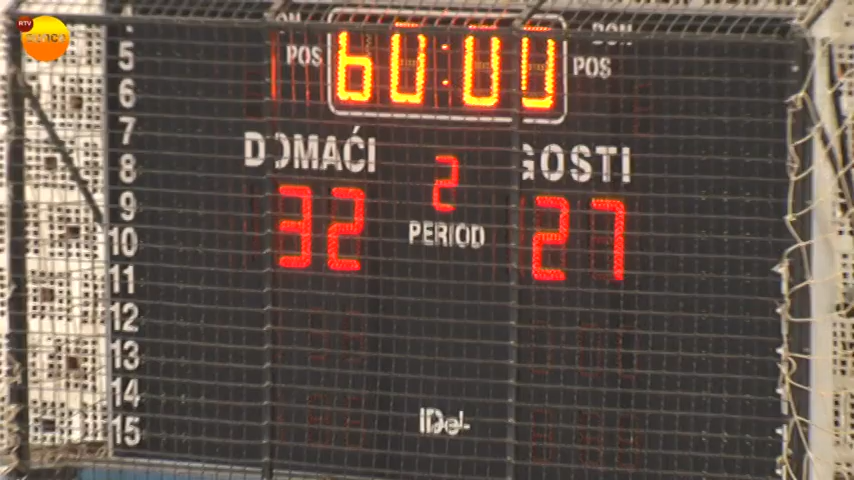 RTV
5 POS 60:00 POS
6
7 DOMAĆI GOSTI
8 2
9 32 27
10 PERIOD
11
12
13
14
15 IDel-